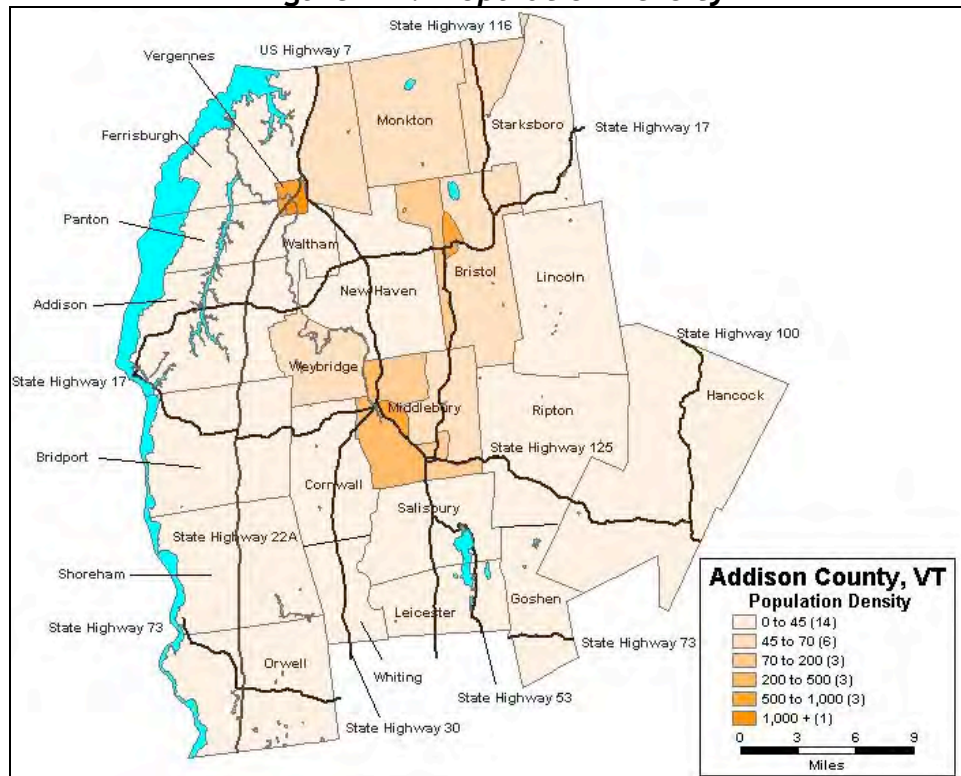 State Highway 116
US Highway 7
Vergennes
Monkton
Starksboro
State Highway 17
Ferrisburgh
Panton
Waltham
Bristol
Lincoln
New Haven
Addison
State Highway 100
Weybridge
State Highway 17
Hancock
Middlebury
Ripton
State Highway 125
Bridport
Cornwall
Salisbury
State Highway 22A
Shoreham
Goshen
Leicester
State Highway 73
State Highway 73
Orwell
Whiting
State Highway 53
State Highway 30
Addison County, VT
Population Density
0 to 45 (14)
45 to 70 (6)
70 to 200 (3)
200 to 500 (3)
500 to 1,000 (3)
1,000 + (1)
0 3 6 9
Miles